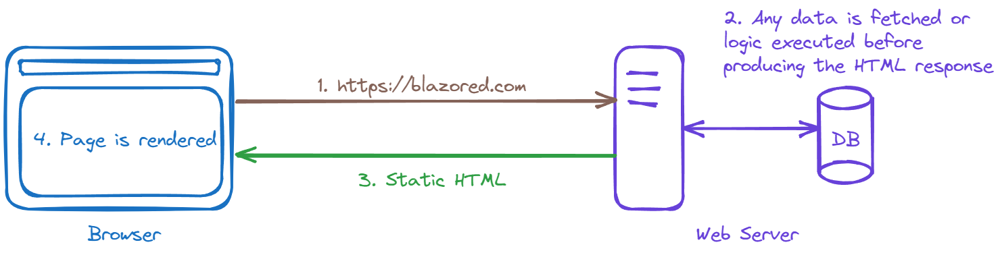 2. Any data is fetched or
logic executed before
producing the HTML response
1. https://blazored.com
4. Page is rendered
DB
3. Static HTML
Browser
Web Server